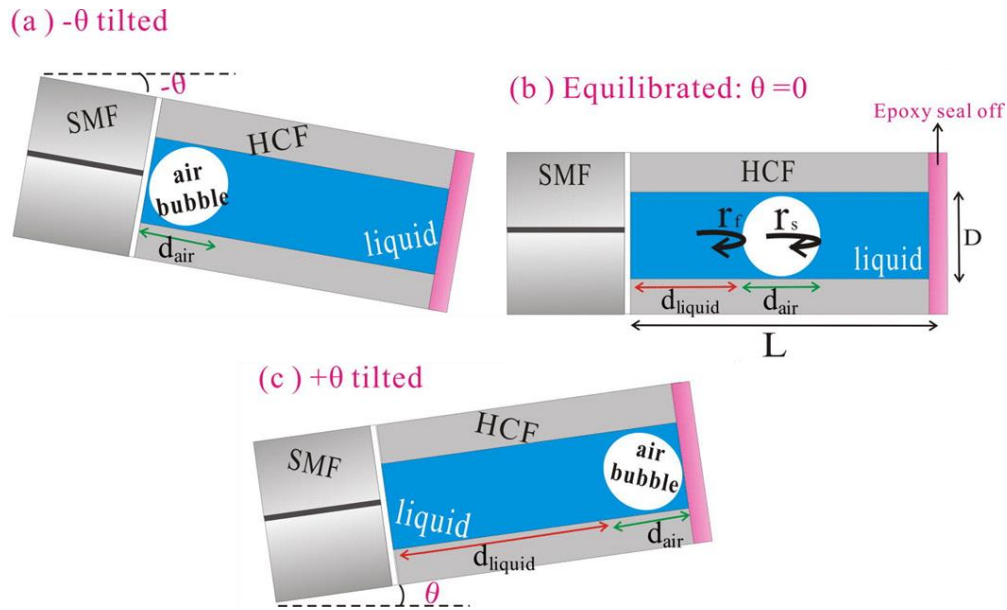 (a) -θ tilted
-θ
SMF
HCF
air
bubble
liquid
d_air
(b) Equilibrated: θ =0
Epoxy seal off
SMF
HCF
r_f
r_s
liquid
D
d_liquid
d_air
L
(c) +θ tilted
HCF
SMF
air
bubble
liquid
d_liquid
d_air
θ